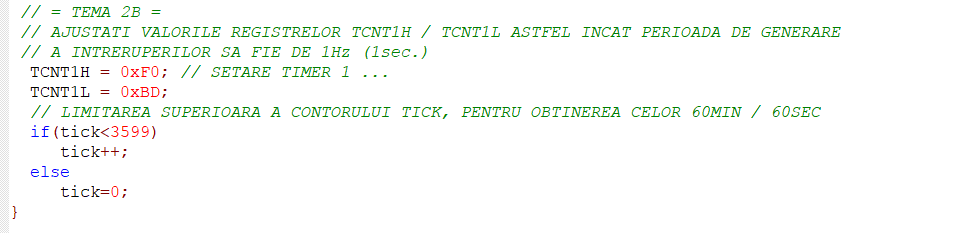 // = TEMA 2B =
// AJUSTATI VALORILE REGISTRELOR TCNT1H / TCNT1L ASTFEL INCAT PERIOADA DE GENERARE
// A INTRERUPERILOR SA FIE DE 1Hz (1sec.)
TCNT1H = 0xF0; // SETARE TIMER 1 ...
TCNT1L = 0xBD;
// LIMITAREA SUPERIOARA A CONTORULUI TICK, PENTRU OBTINEREA CELOR 60MIN / 60SEC
if(tick<3599)
tick++;
else
tick=0;
}